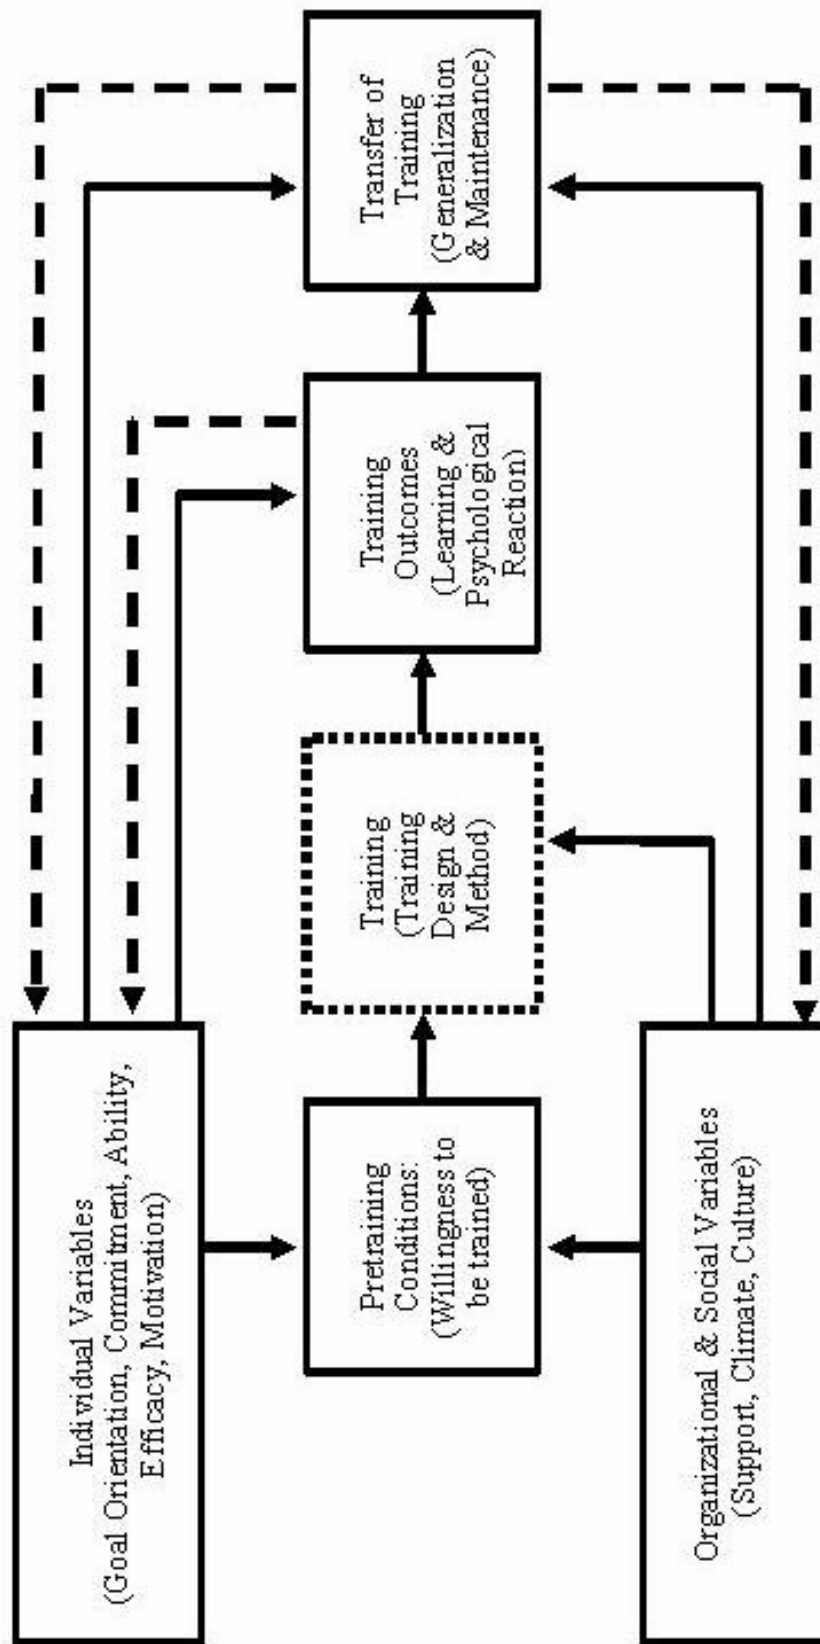 Individual Variables
(Goal Orientation, Commitment, Ability,
Efficacy, Motivation)
Pretraining
Conditions:
(Willingness to
be trained)
Training
(Training
Design &
Method)
Training
Outcomes
(Learning &
Psychological
Reaction)
Transfer of
Training
(Generalization
& Maintenance)
Organizational & Social Variables
(Support, Climate, Culture)